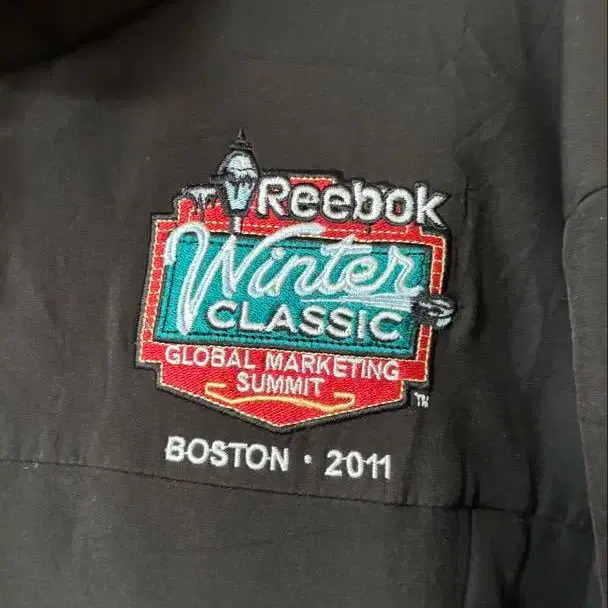 Reebok
Winter
CLASSIC
GLOBAL MARKETING
SUMMIT
TM
BOSTON · 2011